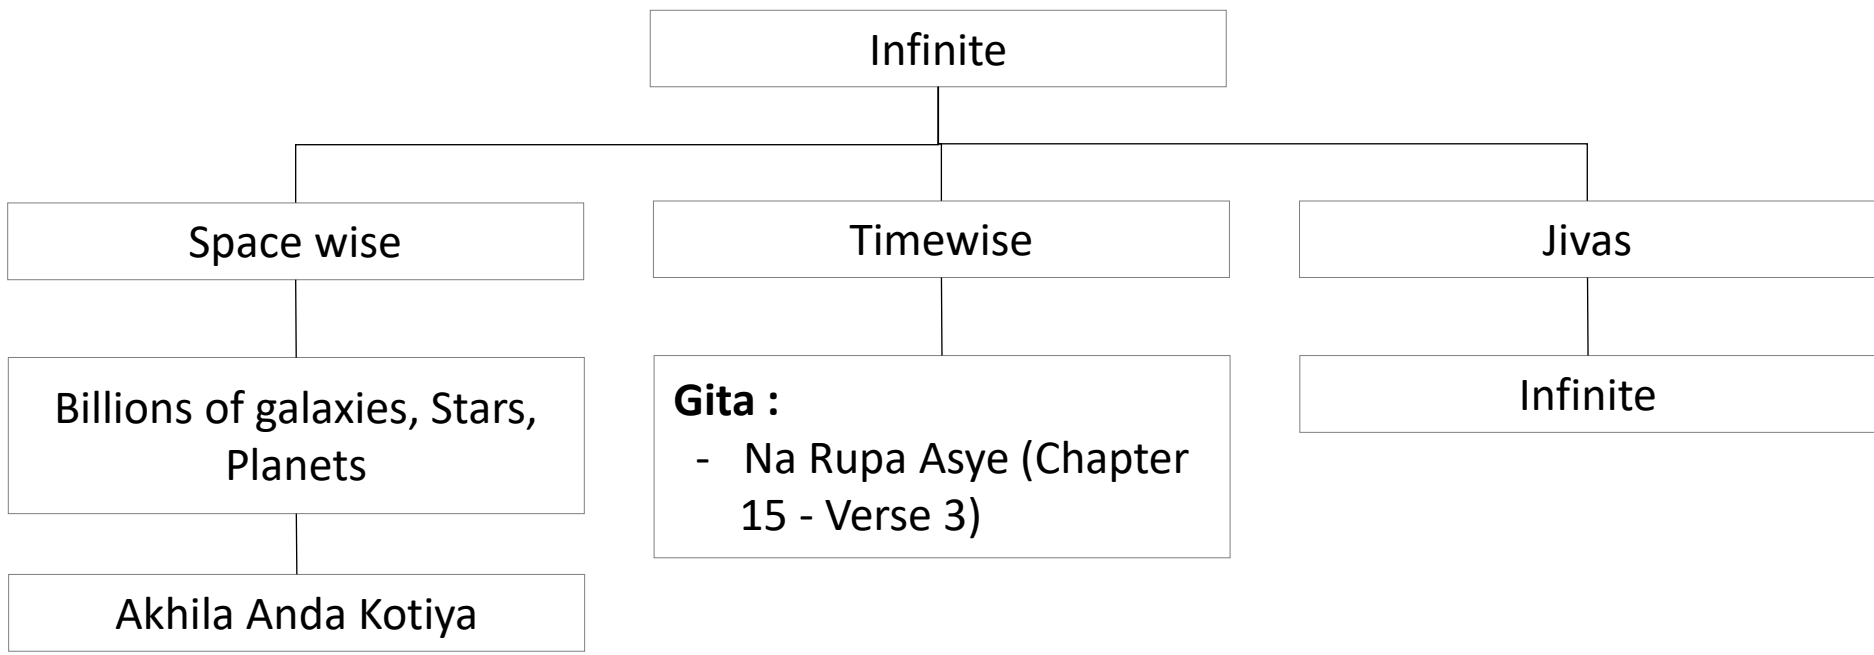 Infinite
Space wise
Timewise
Jivas
Billions of galaxies, Stars,
Planets
Gita :
- Na Rupa Asye (Chapter
15 - Verse 3)
Infinite
Akhila Anda Kotiya